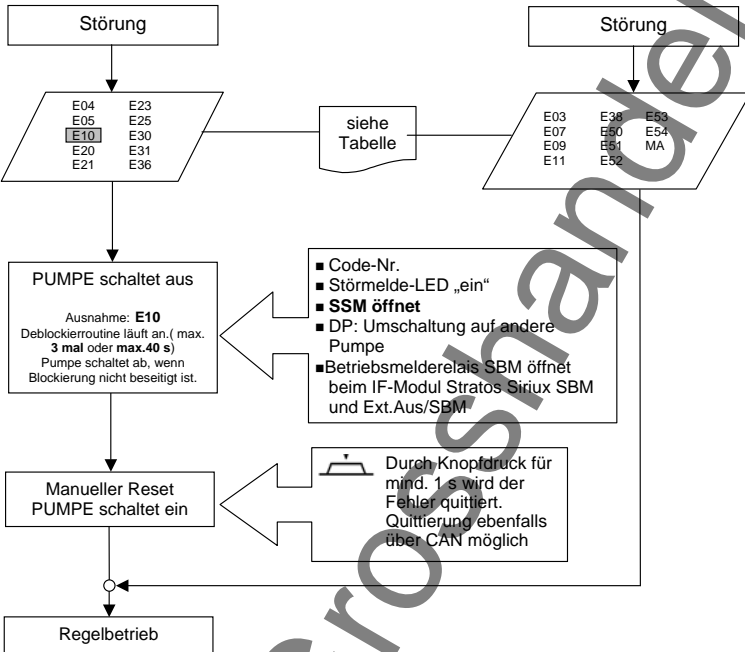 Störung
Störung
E04 E23
E05 E25
E10 E30
E20 E31
E21 E36
siehe
Tabelle
E03 E38 E53
E07 E50 E54
E09 E51 MA
E11 E52
PUMPE schaltet aus
Ausnahme: E10
Deblockierroutine läuft an.( max.
3 mal oder max.40 s)
Pumpe schaltet ab, wenn
Blockierung nicht beseitigt ist.
■ Code-Nr.
■ Störmelde-LED „ein“
■ SSM öffnet
■ DP: Umschaltung auf andere
Pumpe
■Betriebsmelderelais SBM öffnet
beim IF-Modul Stratos Siriux SBM
und Ext.Aus/SBM
Manueller Reset
PUMPE schaltet ein
Durch Knopfdruck für
mind. 1 s wird der
Fehler quittiert.
Quittierung ebenfalls
über CAN möglich
Regelbetrieb
Grosshandel